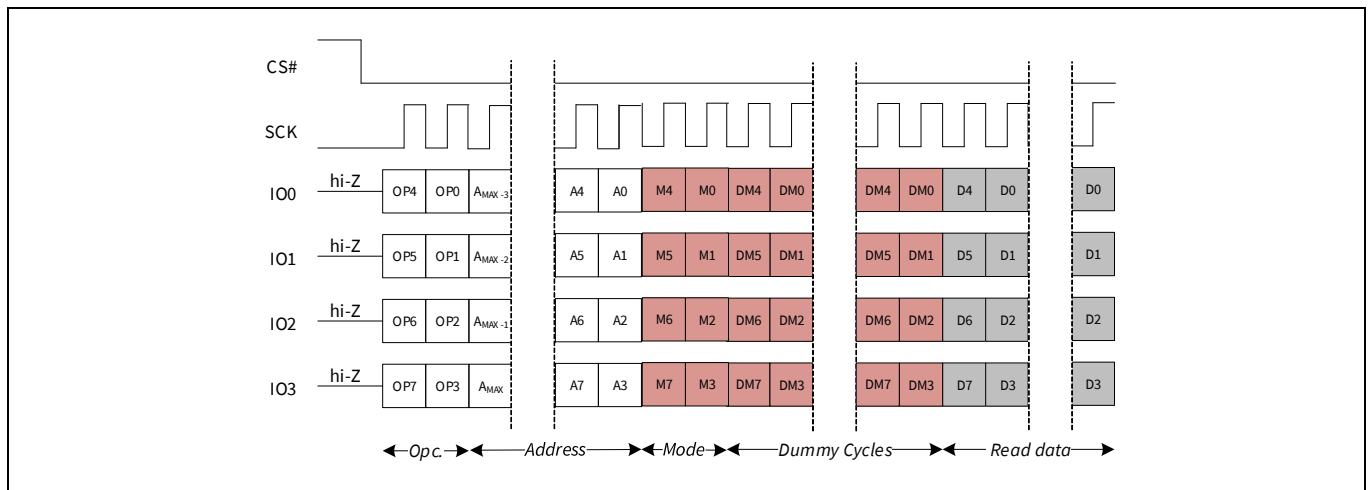 CS#
SCK
hi-Z
IO0 OP4 OP0 AMAX -3 A4 A0 M4 M0 DM4 DM0 DM4 DM0 D4 D0 D0
hi-Z
IO1 OP5 OP1 AMAX -2 A5 A1 M5 M1 DM5 DM1 DM5 DM1 D5 D1 D1
hi-Z
IO2 OP6 OP2 AMAX -1 A6 A2 M6 M2 DM6 DM2 DM6 DM2 D6 D2 D2
hi-Z
IO3 OP7 OP3 AMAX A7 A3 M7 M3 DM7 DM3 DM7 DM3 D7 D3 D3
Opc. Address Mode Dummy Cycles Read data